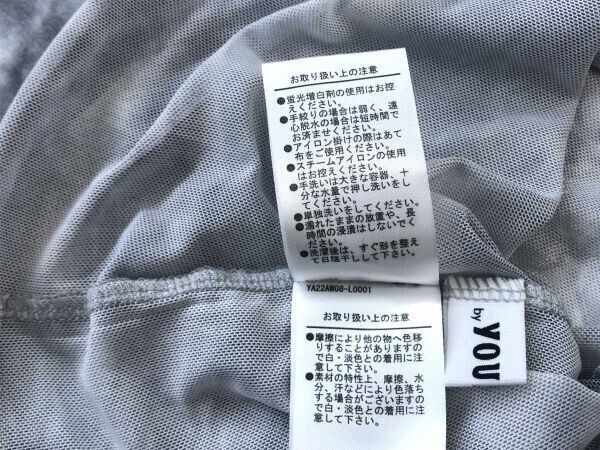 お取り扱い上の注意
●蛍光増白剤の使用はお控
えください。
●手絞りの場合は弱く、遠
心脱水の場合は短時間で
お済ませください。
●アイロン掛けの際はあて
布をご使用ください。
●スチームアイロンの使用
はお控えください。
●手洗いは大きな容器、十
分な水量で押し洗いをし
てください。
●単独洗いをしてください。
●濡れたままの放置や、長
時間の浸漬はしないでく
ださい。
●洗濯後は、すぐ形を整え
て日陰干しして下さい。
YA22AW08-L0001
お取り扱い上の注意
●摩擦により他の物へ色移
りすることがありますの
で白・淡色との着用に注
意して下さい。
●素材の特性上、摩擦、水
分、汗などにより色落ち
する場合がございますの
で白・淡色との着用に注
意して下さい。
by YOU